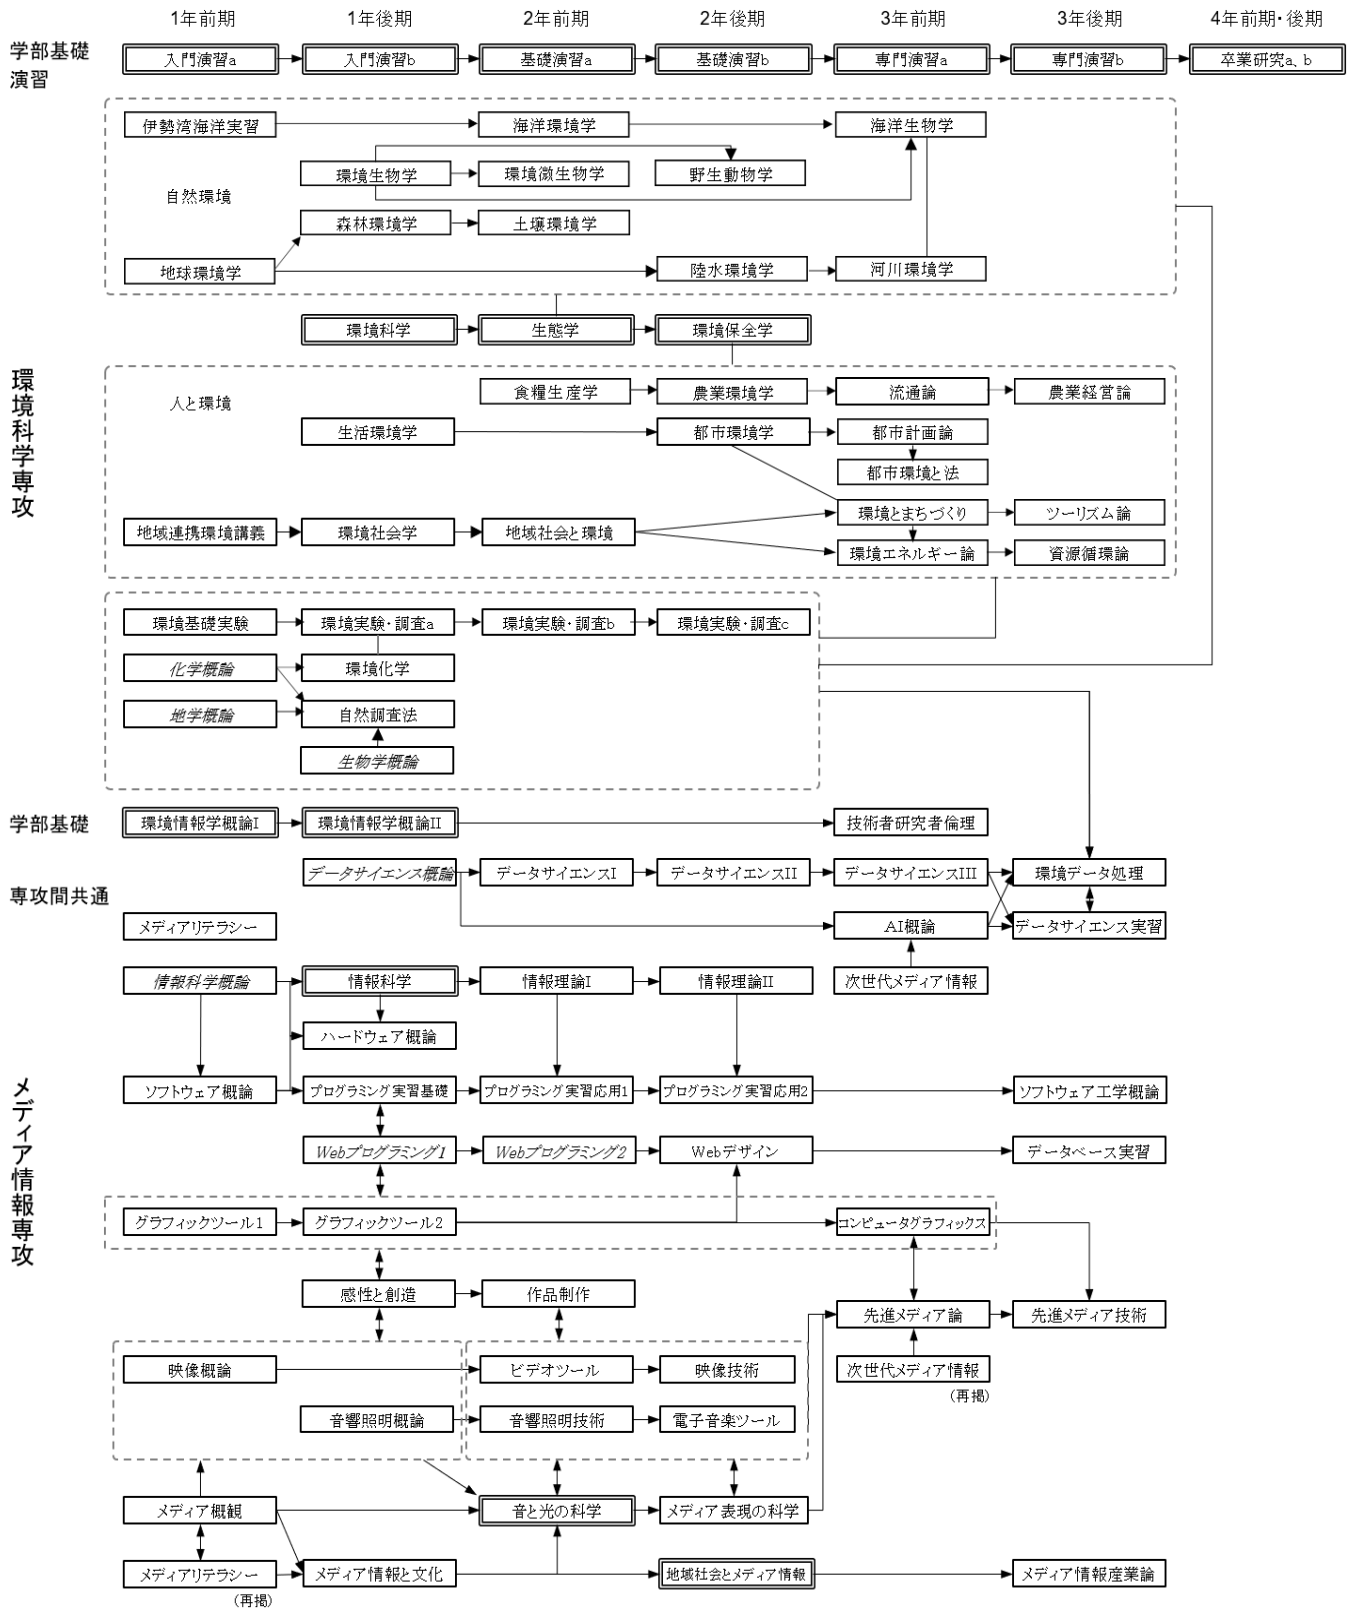 1年前期 1年後期 2年前期 2年後期 3年前期 3年後期 4年前期・後期
学部基礎
演習
入門演習a 入門演習b 基礎演習a 基礎演習b 専門演習a 専門演習b 卒業研究a、b
環境科学専攻
伊勢湾海洋実習 海洋環境学 海洋生物学
環境生物学 環境微生物学 野生動物学
自然環境
森林環境学 土壌環境学
地球環境学 陸水環境学 河川環境学
環境科学 生態学 環境保全学
人と環境
食糧生産学 農業環境学 流通論 農業経営論
生活環境学 都市環境学 都市計画論
都市環境と法
環境とまちづくり ツーリズム論
地域連携環境講義 環境社会学 地域社会と環境
環境エネルギー論 資源循環論
環境基礎実験 環境実験・調査a 環境実験・調査b 環境実験・調査c
化学概論 環境化学
地学概論 自然調査法
生物学概論
学部基礎
環境情報学概論I 環境情報学概論II 技術者研究者倫理
専攻間共通
データサイエンス概論 データサイエンスI データサイエンスII データサイエンスIII 環境データ処理
メディアリテラシー AI概論 データサイエンス実習
メディア情報専攻
情報科学概論 情報科学 情報理論I 情報理論II 次世代メディア情報
ハードウェア概論
ソフトウェア概論 プログラミング実習基礎 プログラミング実習応用1 プログラミング実習応用2 ソフトウェア工学概論
Webプログラミング1 Webプログラミング2 Webデザイン データベース実習
グラフィックツール1 グラフィックツール2 コンピュータグラフィックス
感性と創造 作品制作 先進メディア論 先進メディア技術
映像概論 ビデオツール 映像技術 次世代メディア情報
(再掲)
音響照明概論 音響照明技術 電子音楽ツール
メディア概観 音と光の科学 メディア表現の科学
メディアリテラシー メディア情報と文化 地域社会とメディア情報 メディア情報産業論
(再掲)